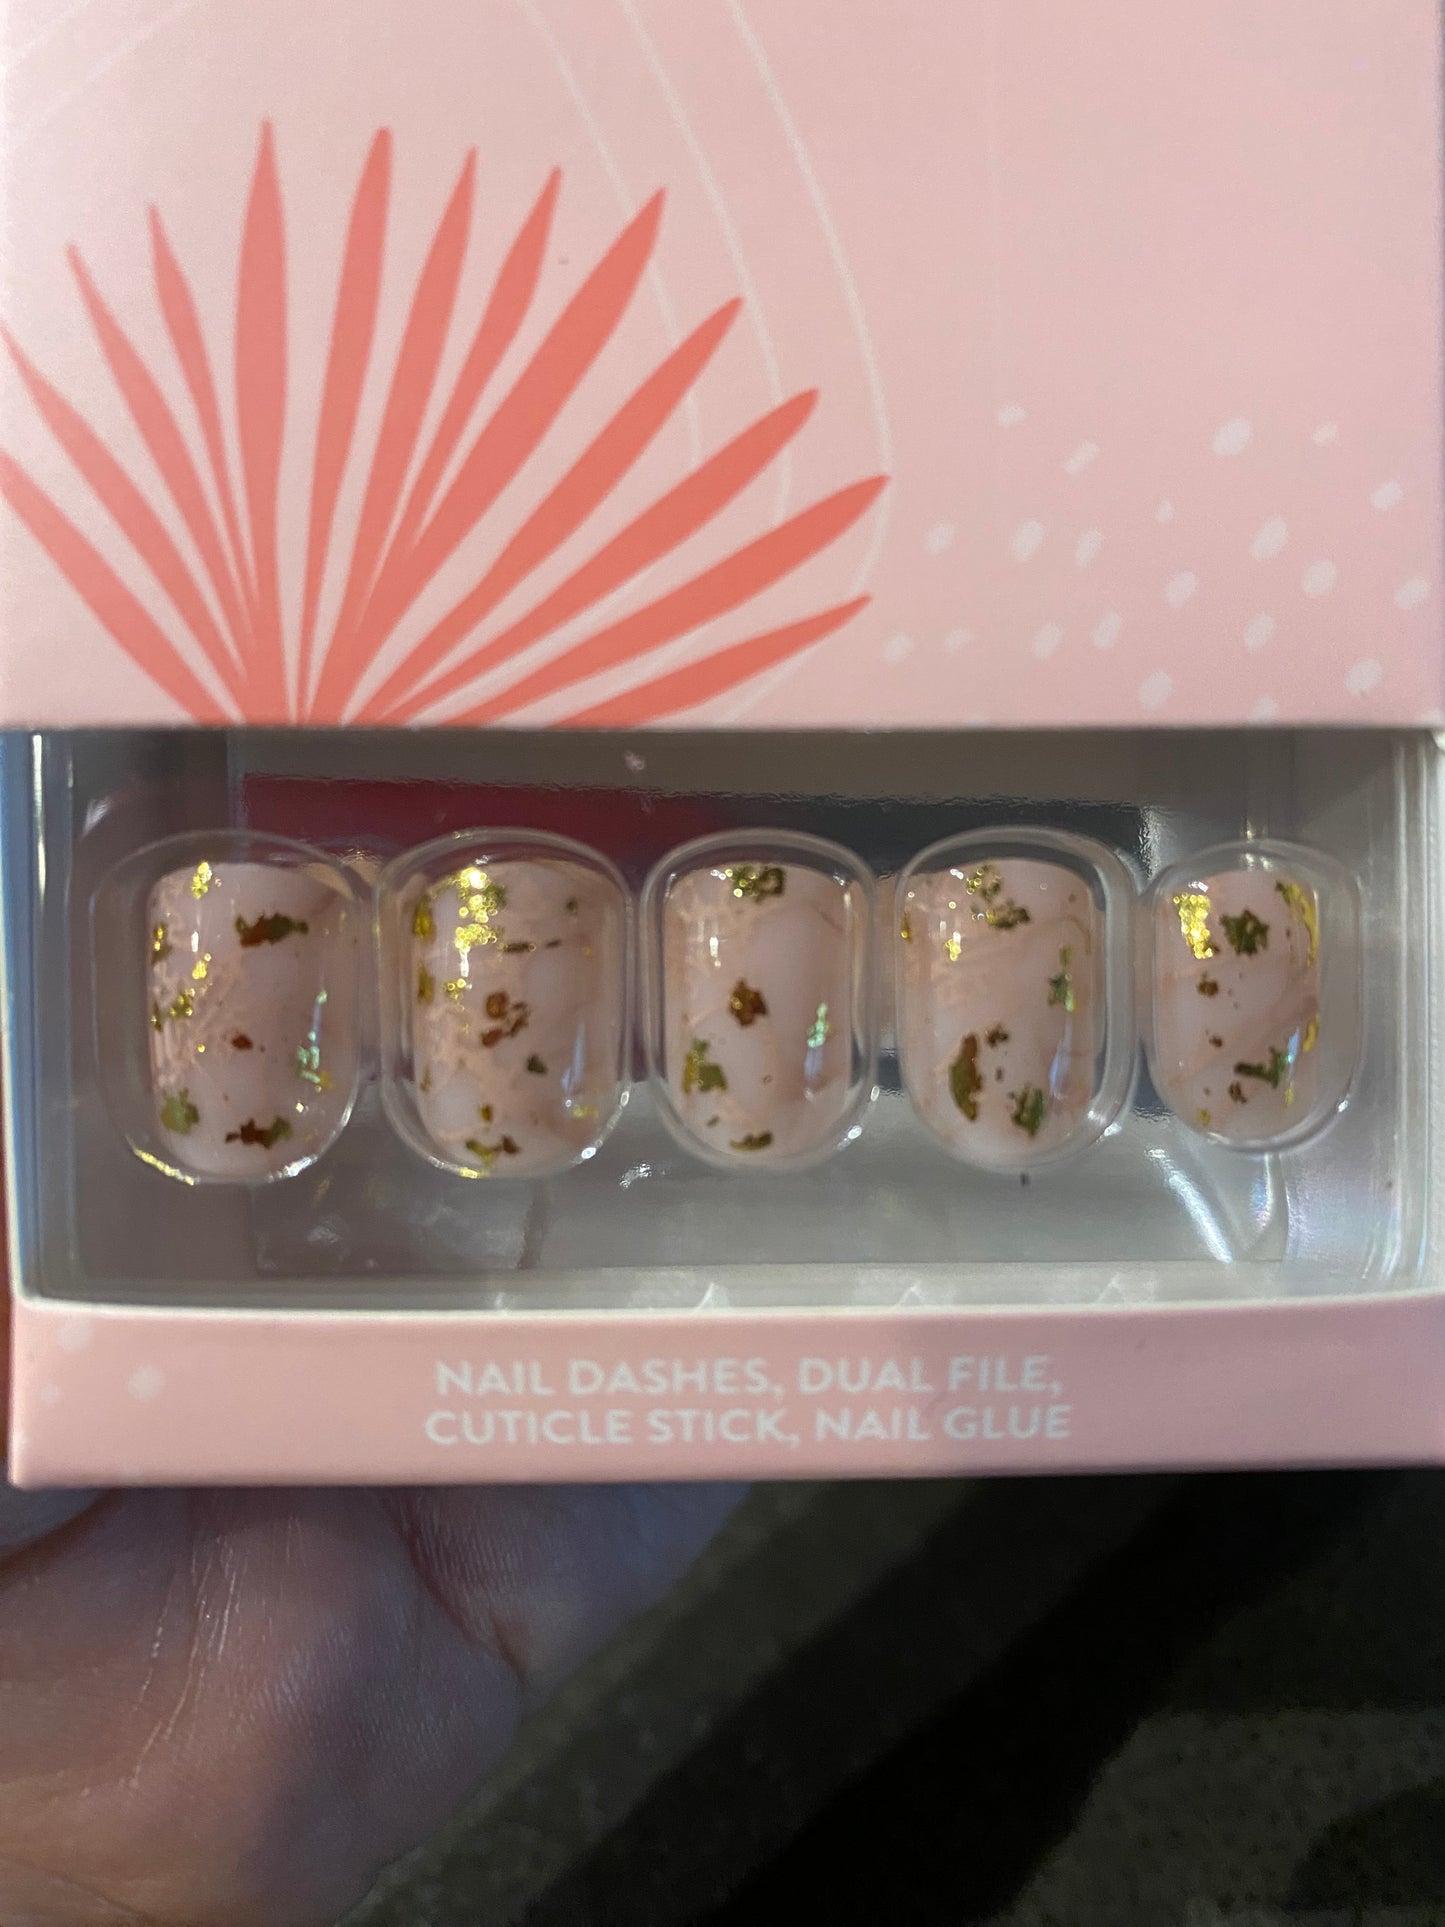 NAIL DASHES, DUAL FILE,
CUTICLE STICK, NAIL GLUE